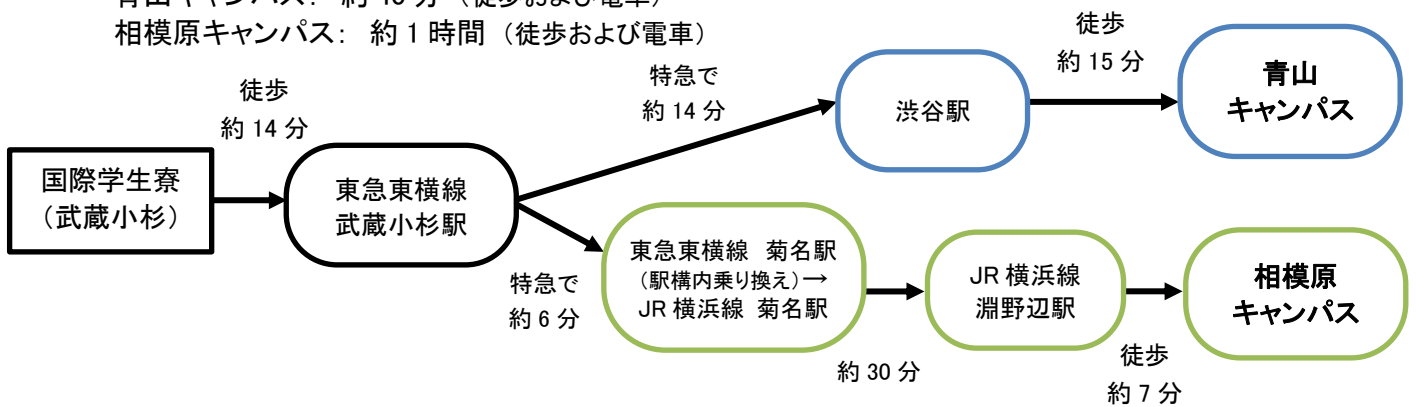 相模原キャンパス： 約 1 時間 （徒歩および電車）
徒歩
約 14 分
国際学生寮
（武蔵小杉）
東急東横線
武蔵小杉駅
特急で
約 14 分
渋谷駅
徒歩
約 15 分
青山
キャンパス
特急で
約 6 分
東急東横線 菊名駅
（駅構内乗り換え）→
JR 横浜線 菊名駅
約 30 分
JR 横浜線
淵野辺駅
徒歩
約 7 分
相模原
キャンパス